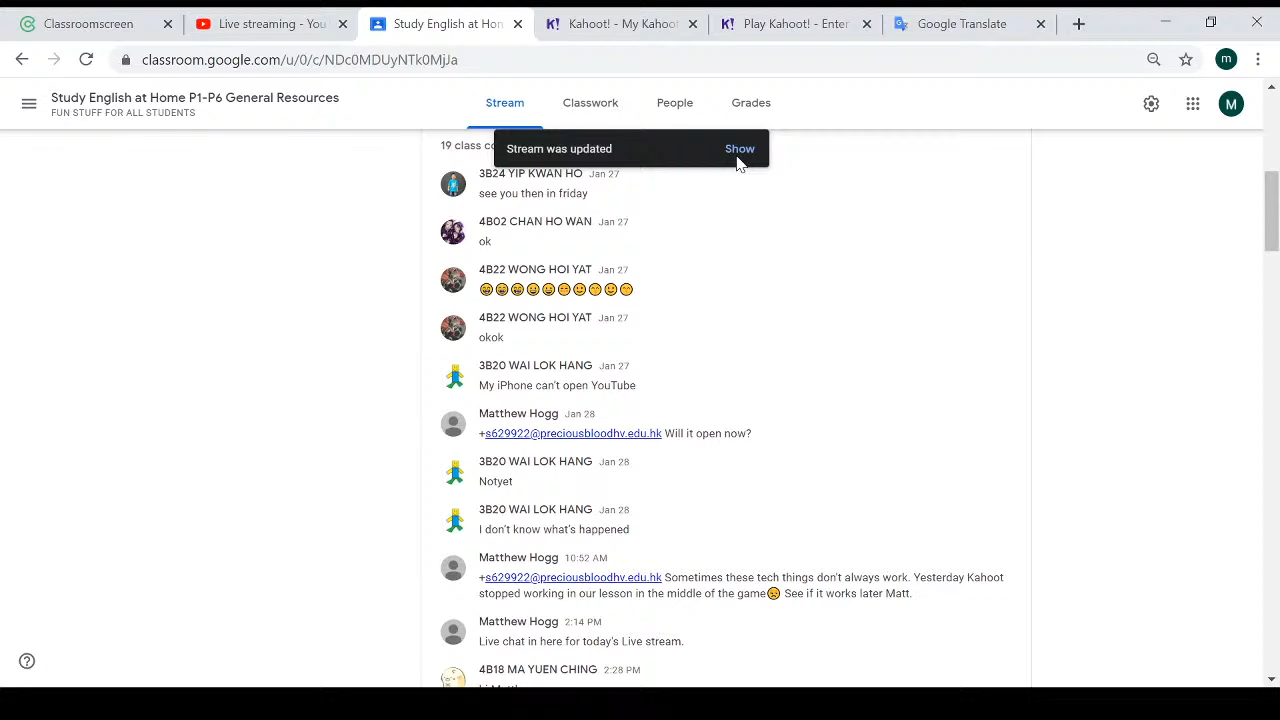 Classroomscreen
Live streaming - You
Study English at Hom
Kahoot! - My Kahoot
Play Kahoot! - Enter
Google Translate
classroom.google.com/u/0/c/NDc0MDUyNTk0MjJa
m
Study English at Home P1-P6 General Resources
FUN STUFF FOR ALL STUDENTS
Stream
Classwork
People
Grades
M
Stream was updated
Show
19 class
3B24 YIP KWAN HO Jan 27
see you then in friday
4B02 CHAN HO WAN Jan 27
ok
4B22 WONG HOI YAT Jan 27
4B22 WONG HOI YAT Jan 27
okok
3B20 WAI LOK HANG Jan 27
My iPhone can't open YouTube
Matthew Hogg Jan 28
+s629922@preciousbloodhv.edu.hk Will it open now?
3B20 WAI LOK HANG Jan 28
Notyet
3B20 WAI LOK HANG Jan 28
I don't know what's happened
Matthew Hogg 10:52 AM
+s629922@preciousbloodhv.edu.hk Sometimes these tech things don't always work. Yesterday Kahoot
stopped working in our lesson in the middle of the game😣 See if it works later Matt.
Matthew Hogg 2:14 PM
Live chat in here for today's Live stream.
4B18 MA YUEN CHING 2:28 PM